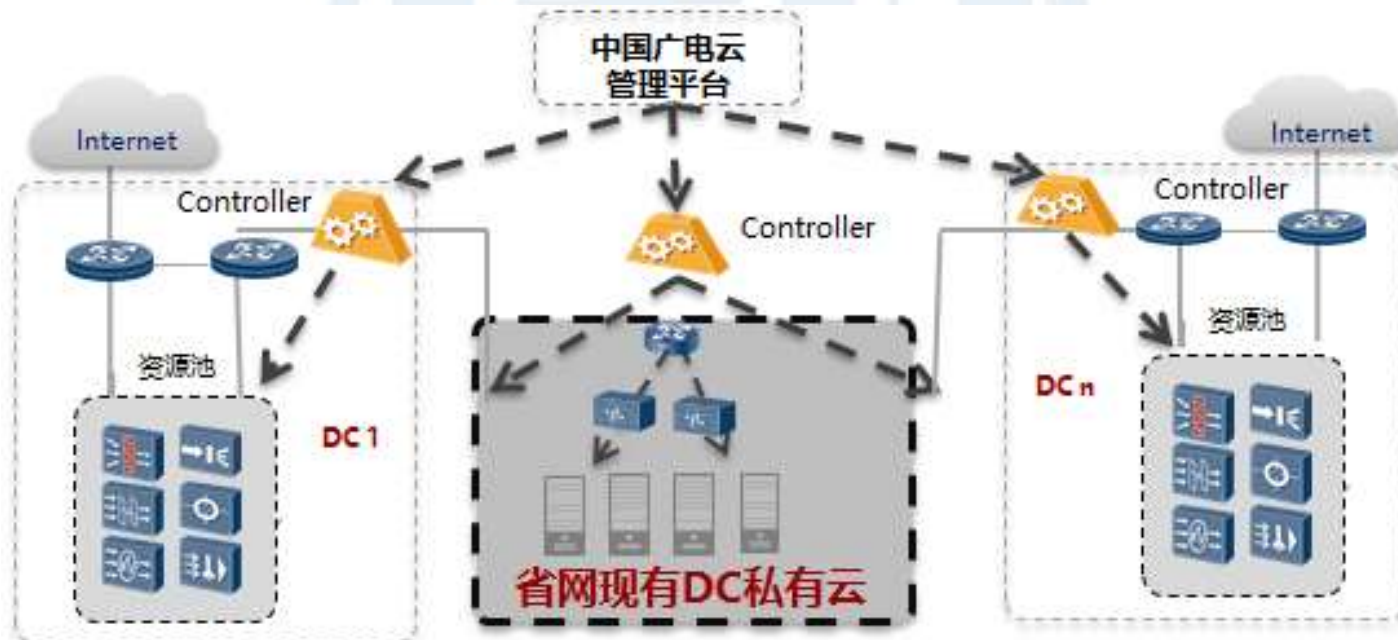 中国广电云
管理平台
Internet
Internet
Controller
Controller
Controller
资源池
资源池
DC 1
DC n
省网现有DC私有云